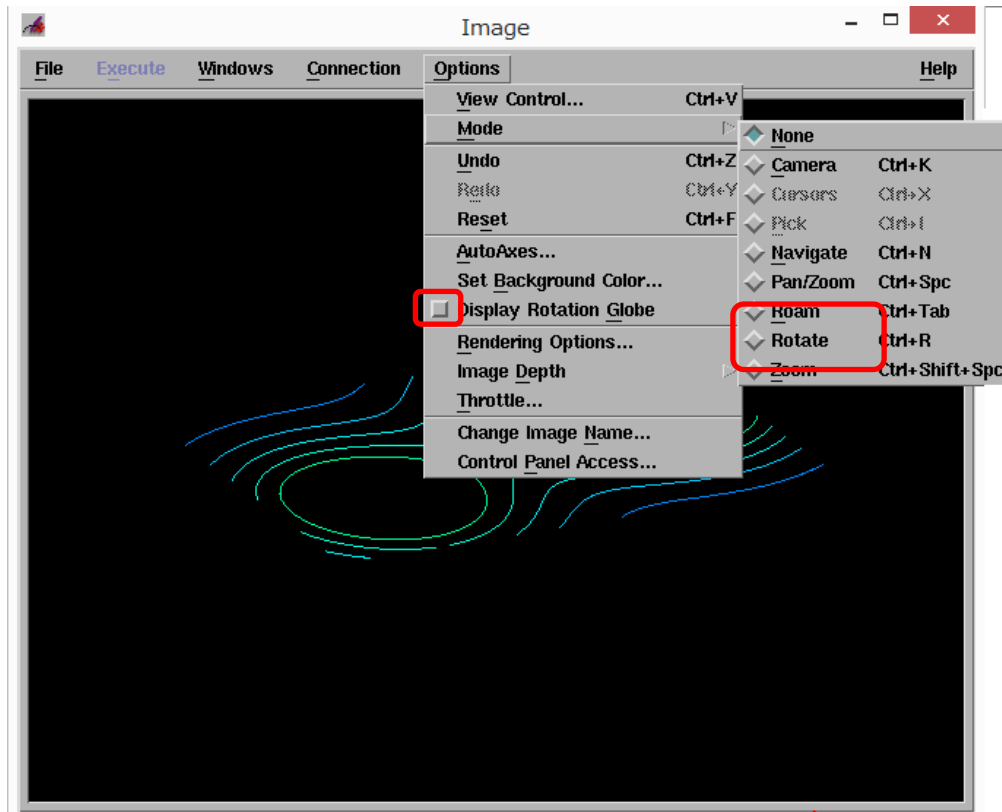 Image
File Execute Windows Connection Options Help
View Control... Ctrl+V
Mode
Undo Ctrl+Z
Redo Ctrl+Y
Reset Ctrl+F
AutoAxes...
Set Background Color...
Display Rotation Globe
Rendering Options...
Image Depth
Throttle...
Change Image Name...
Control Panel Access...
None
Camera Ctrl+K
Cursors Ctrl+X
Pick Ctrl+I
Navigate Ctrl+N
Pan/Zoom Ctrl+Spc
Roam Ctrl+Tab
Rotate Ctrl+R
Zoom Ctrl+Shift+Spc